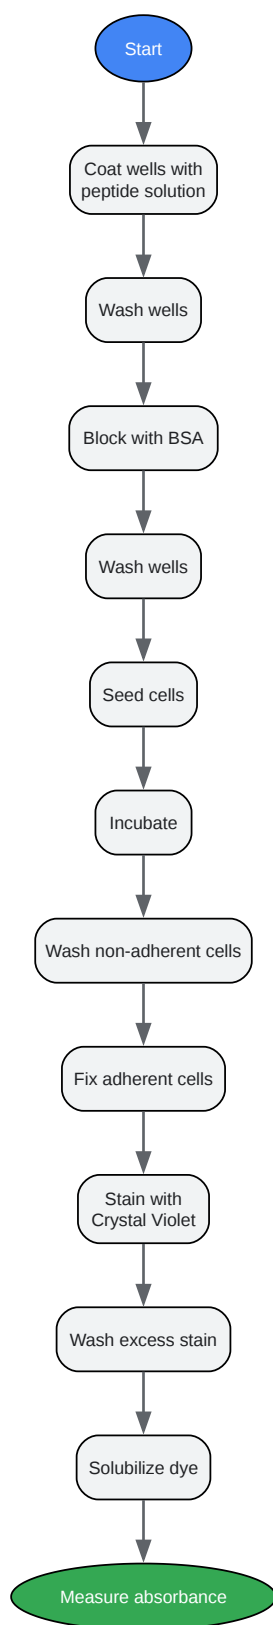 Start
Coat wells with
peptide solution
Wash wells
Block with BSA
Wash wells
Seed cells
Incubate
Wash non-adherent cells
Fix adherent cells
Stain with
Crystal Violet
Wash excess stain
Solubilize dye
Measure absorbance